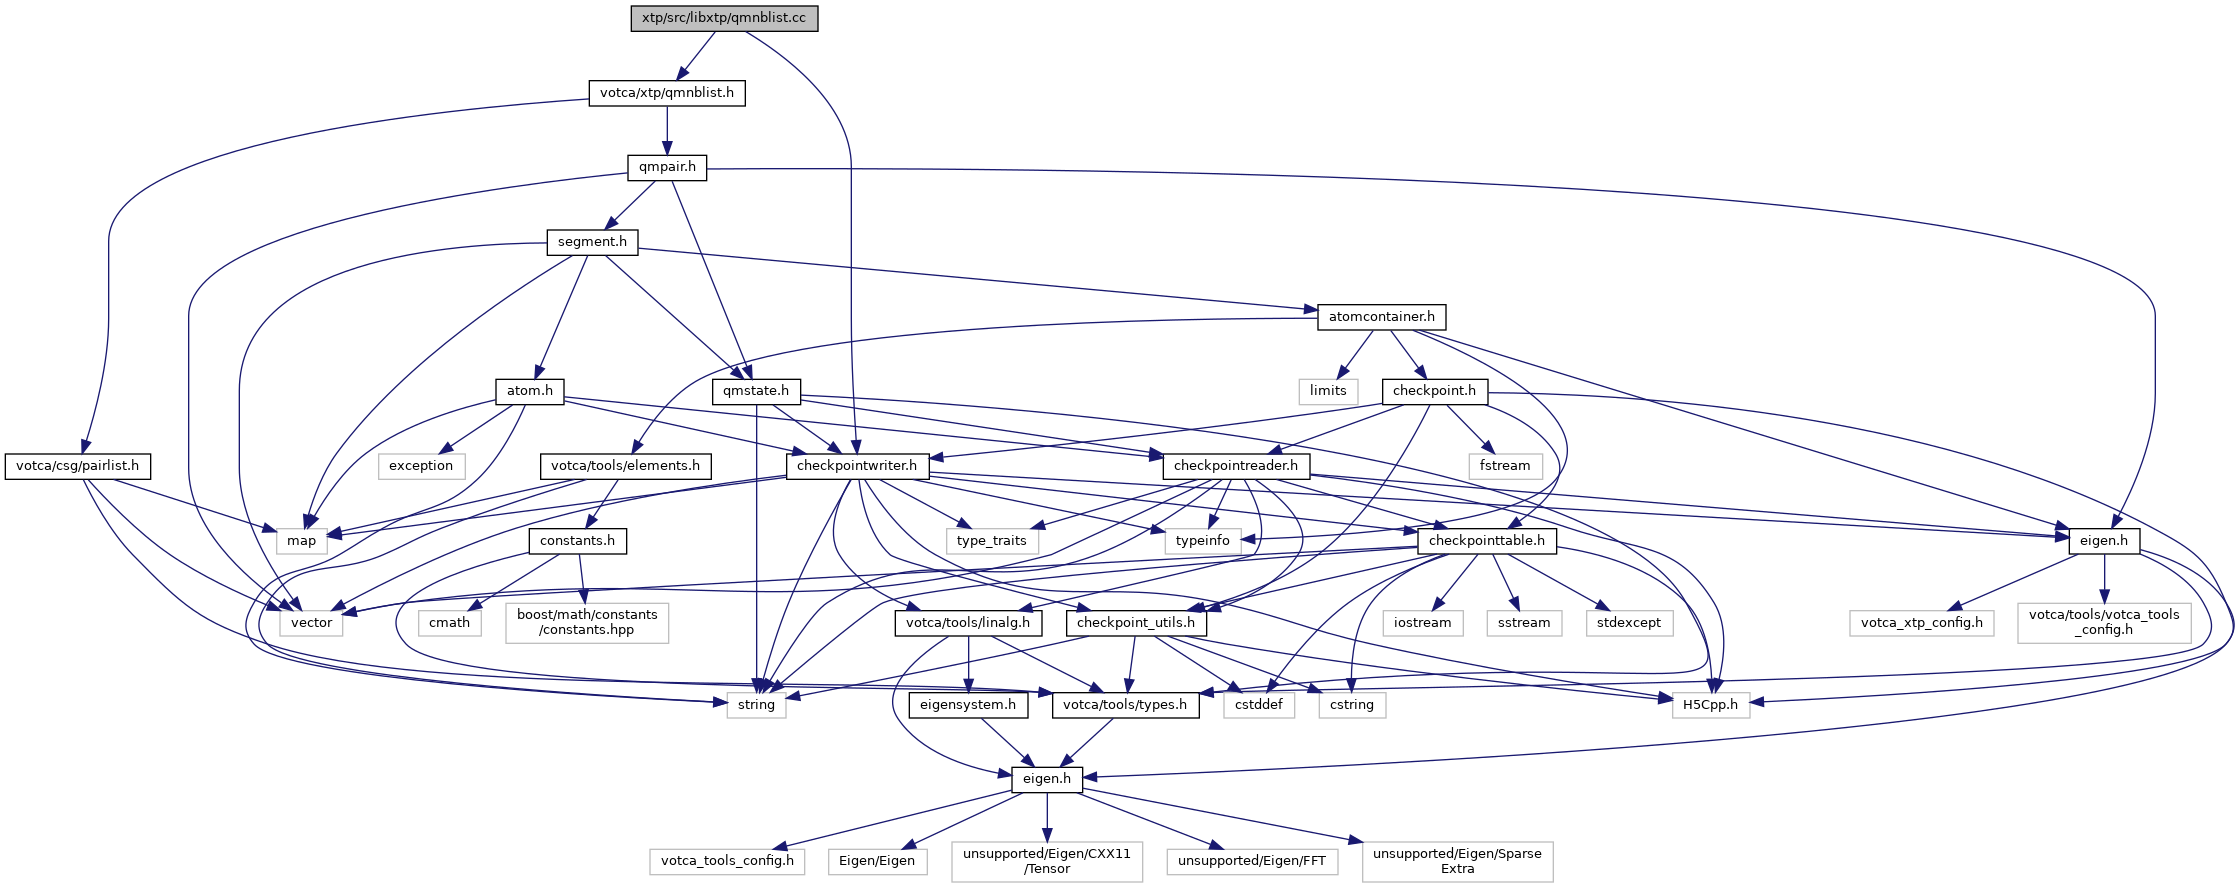 xtp/src/libxtp/qmnblist.cc
votca/xtp/qmnblist.h
qmpair.h
segment.h
atomcontainer.h
atom.h
qmstate.h
limits
checkpoint.h
votca/csg/pairlist.h
exception
votca/tools/elements.h
checkpointwriter.h
checkpointreader.h
fstream
map
constants.h
type_traits
typeinfo
checkpointtable.h
eigen.h
vector
cmath
boost/math/constants
/constants.hpp
votca/tools/linalg.h
checkpoint_utils.h
iostream
sstream
stdexcept
votca_xtp_config.h
votca/tools/votca_tools
_config.h
string
eigensystem.h
votca/tools/types.h
cstddef
cstring
H5Cpp.h
eigen.h
votca_tools_config.h
Eigen/Eigen
unsupported/Eigen/CXX11
/Tensor
unsupported/Eigen/FFT
unsupported/Eigen/Sparse
Extra